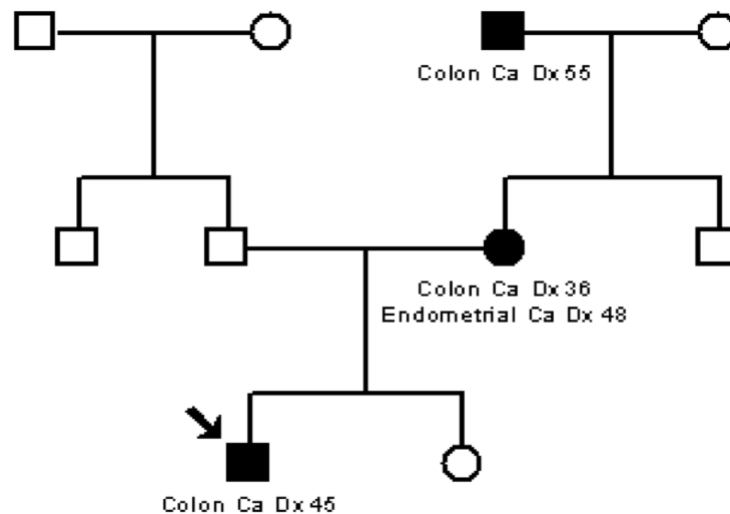 Colon Ca Dx 55
Colon Ca Dx 36
Endometrial Ca Dx 48
Colon Ca Dx 45